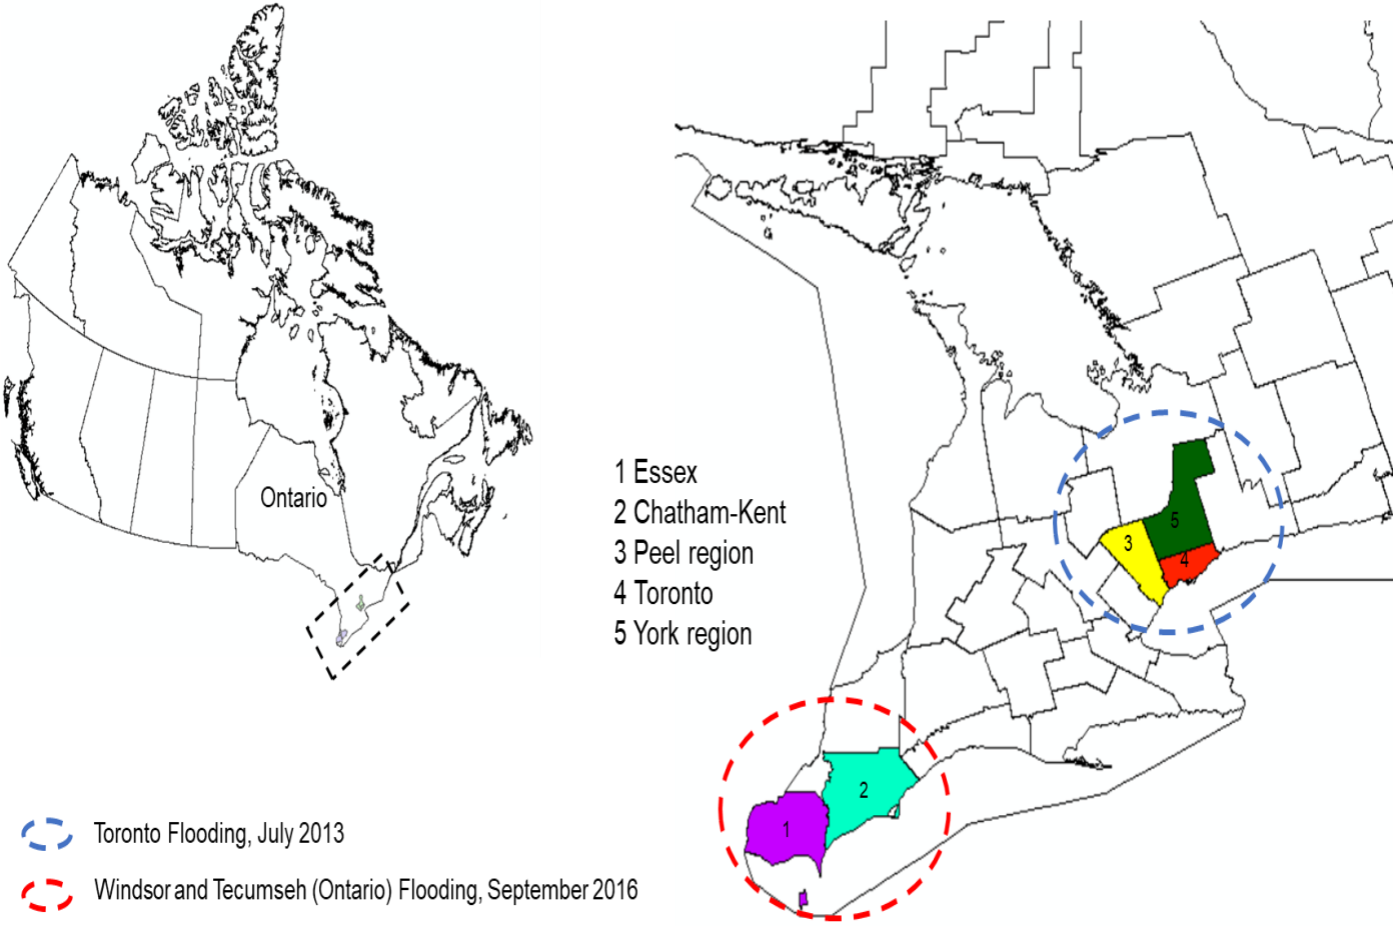 Ontario
1 Essex
2 Chatham-Kent
3 Peel region
4 Toronto
5 York region
5
3
4
2
1
Toronto Flooding, July 2013
Windsor and Tecumseh (Ontario) Flooding, September 2016